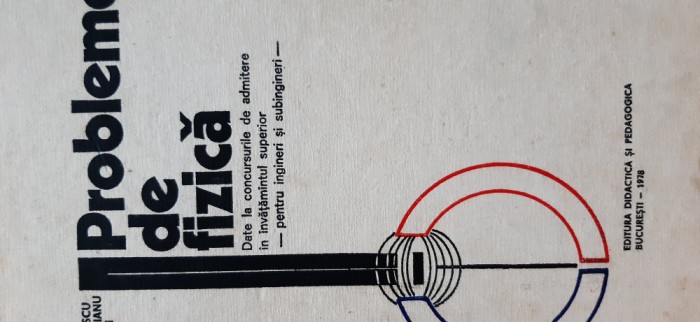 SCU
Probleme
de
fizică
Date la concursurile de admitere
în învățămîntul superior
— pentru ingineri și subingineri —
EDITURA DIDACTICĂ ȘI PEDAGOGICĂ
BUCUREȘTI – 1978